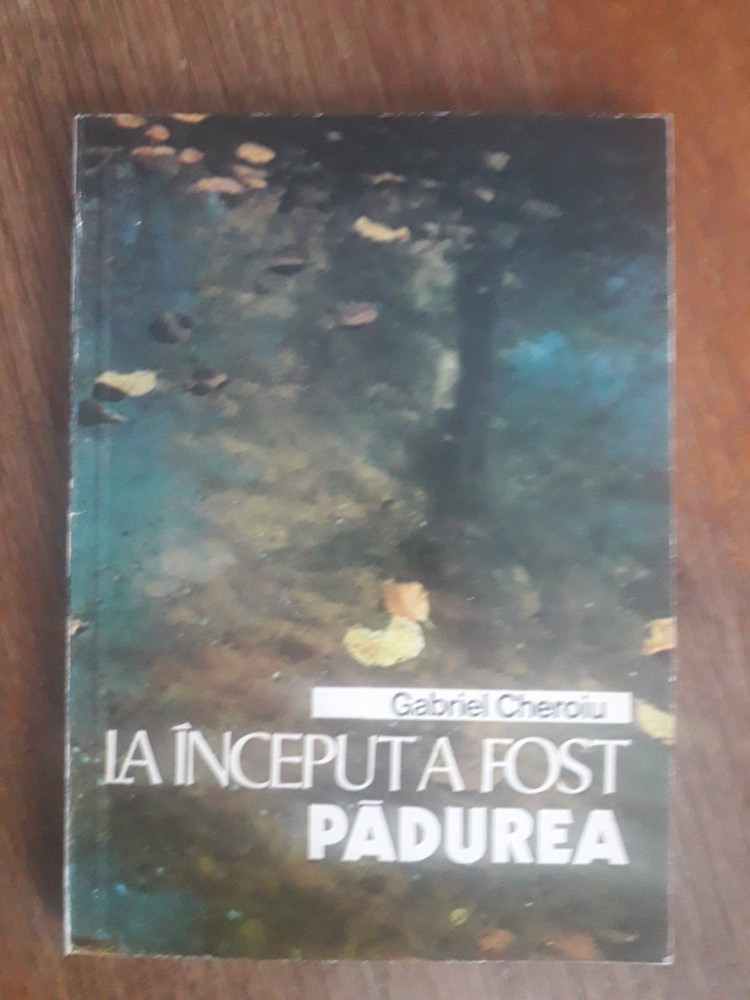 Gabriel Cheroiu
LA ÎNCEPUT A FOST
PĂDUREA